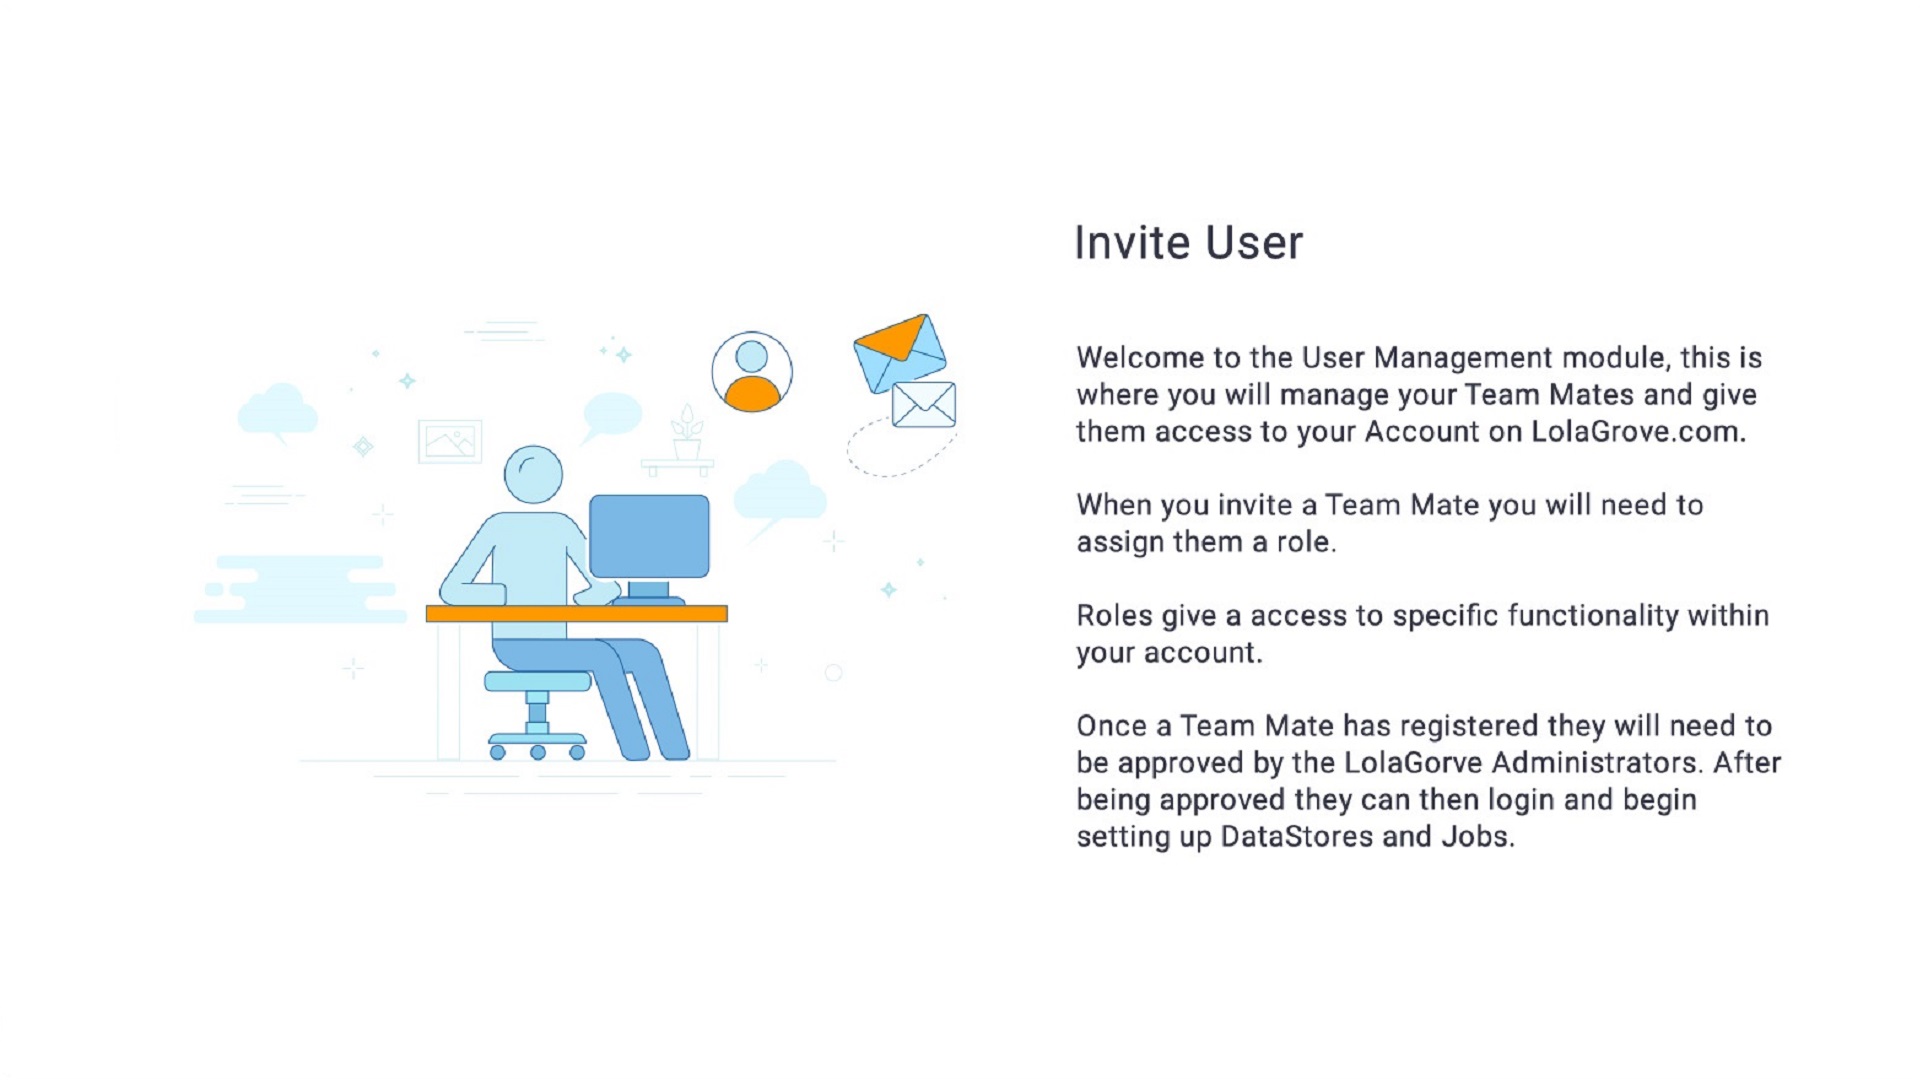 Invite User
Welcome to the User Management module, this is
where you will manage your Team Mates and give
them access to your Account on LolaGrove.com.
When you invite a Team Mate you will need to
assign them a role.
Roles give a access to specific functionality within
your account.
Once a Team Mate has registered they will need to
be approved by the LolaGorve Administrators. After
being approved they can then login and begin
setting up DataStores and Jobs.